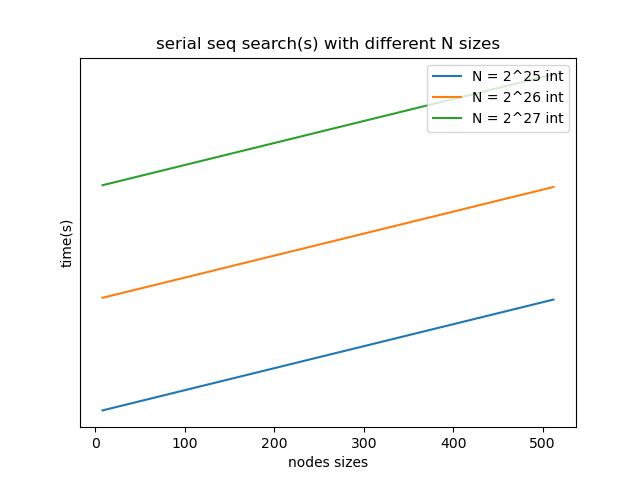 serial seq search(s) with different N sizes
N = 2^25 int
N = 2^26 int
N = 2^27 int
time(s)
0 100 200 300 400 500
nodes sizes